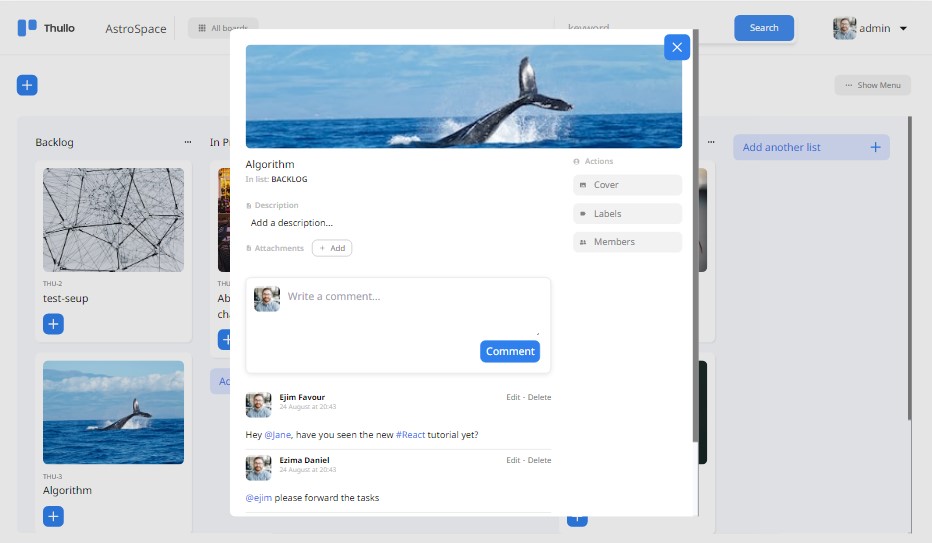 Thullo
AstroSpace
All boards
keyword
Search
admin
Show Menu
Backlog
In P
Add another list
Algorithm
In list: BACKLOG
Description
Add a description...
Attachments
Add
Actions
Cover
Labels
Members
Write a comment...
Comment
Ejim Favour
24 August at 20:43
Edit - Delete
Hey @Jane, have you seen the new #React tutorial yet?
Ezima Daniel
24 August at 20:43
Edit - Delete
@ejim please forward the tasks
THU-2
test-seup
THU-3
Algorithm
THU
Ab
cha
Ad